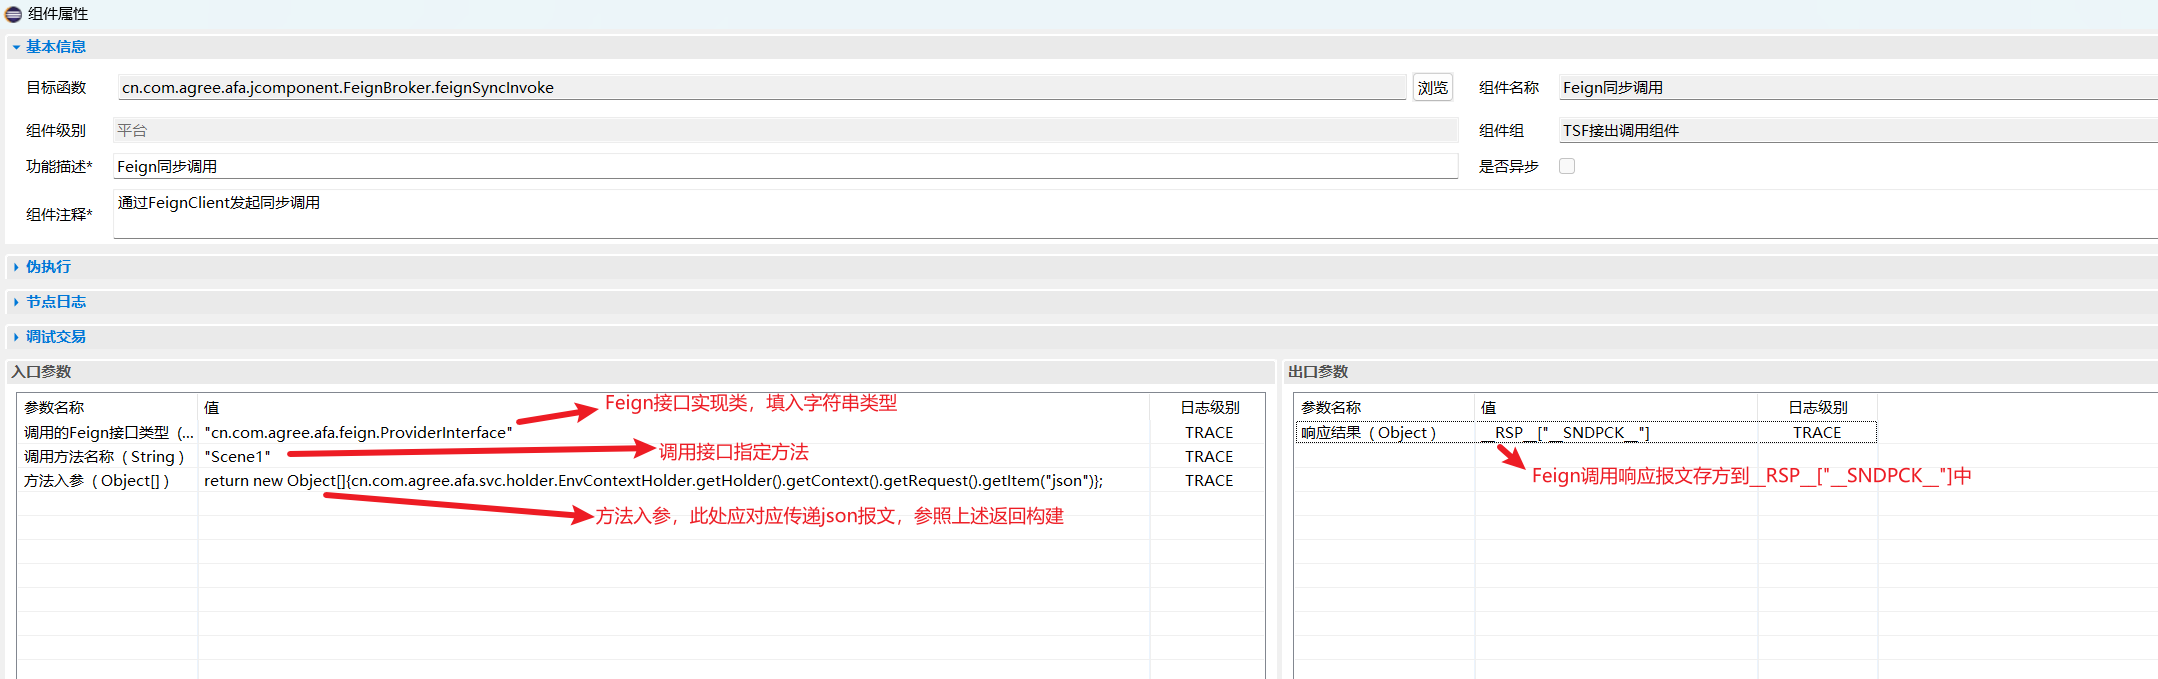 组件属性
基本信息
目标函数 cn.com.agree.afa.jcomponent.FeignBroker.feignSyncInvoke 浏览 组件名称 Feign同步调用
组件级别 平台 组件组 TSF接出调用组件
功能描述* Feign同步调用 是否异步
组件注释* 通过FeignClient发起同步调用
伪执行
节点日志
调试交易
入口参数 出口参数
参数名称 值 日志级别 参数名称 值 日志级别
Feign接口实现类，填入字符串类型
调用的Feign接口类型（... "cn.com.agree.afa.feign.ProviderInterface" TRACE 响应结果（Object） __RSP__["__SNDPCK__"] TRACE
调用方法名称（String） "Scene1" 调用接口指定方法 TRACE
方法入参（Object[]） return new Object[]{cn.com.agree.afa.svc.holder.EnvContextHolder.getHolder().getContext().getRequest().getItem("json")}; TRACE Feign调用响应报文存方到__RSP__["__SNDPCK__"]中
方法入参，此处应对应传递json报文，参照上述返回构建